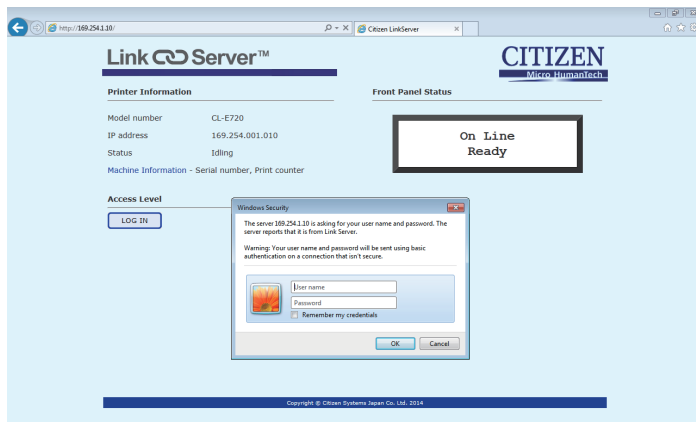 http://169.254.1.10/
Citizen LinkServer
Link Server™
CITIZEN
Micro HumanTech
Printer Information
Front Panel Status
Model number CL-E720
IP address 169.254.001.010
Status Idling
Machine Information - Serial number, Print counter
On Line
Ready
Access Level
LOG IN
Windows Security
The server 169.254.1.10 is asking for your user name and password. The
server reports that it is from Link Server.
Warning: Your user name and password will be sent using basic
authentication on a connection that isn't secure.
User name
Password
Remember my credentials
OK Cancel
Copyright © Citizen Systems Japan Co. Ltd. 2014